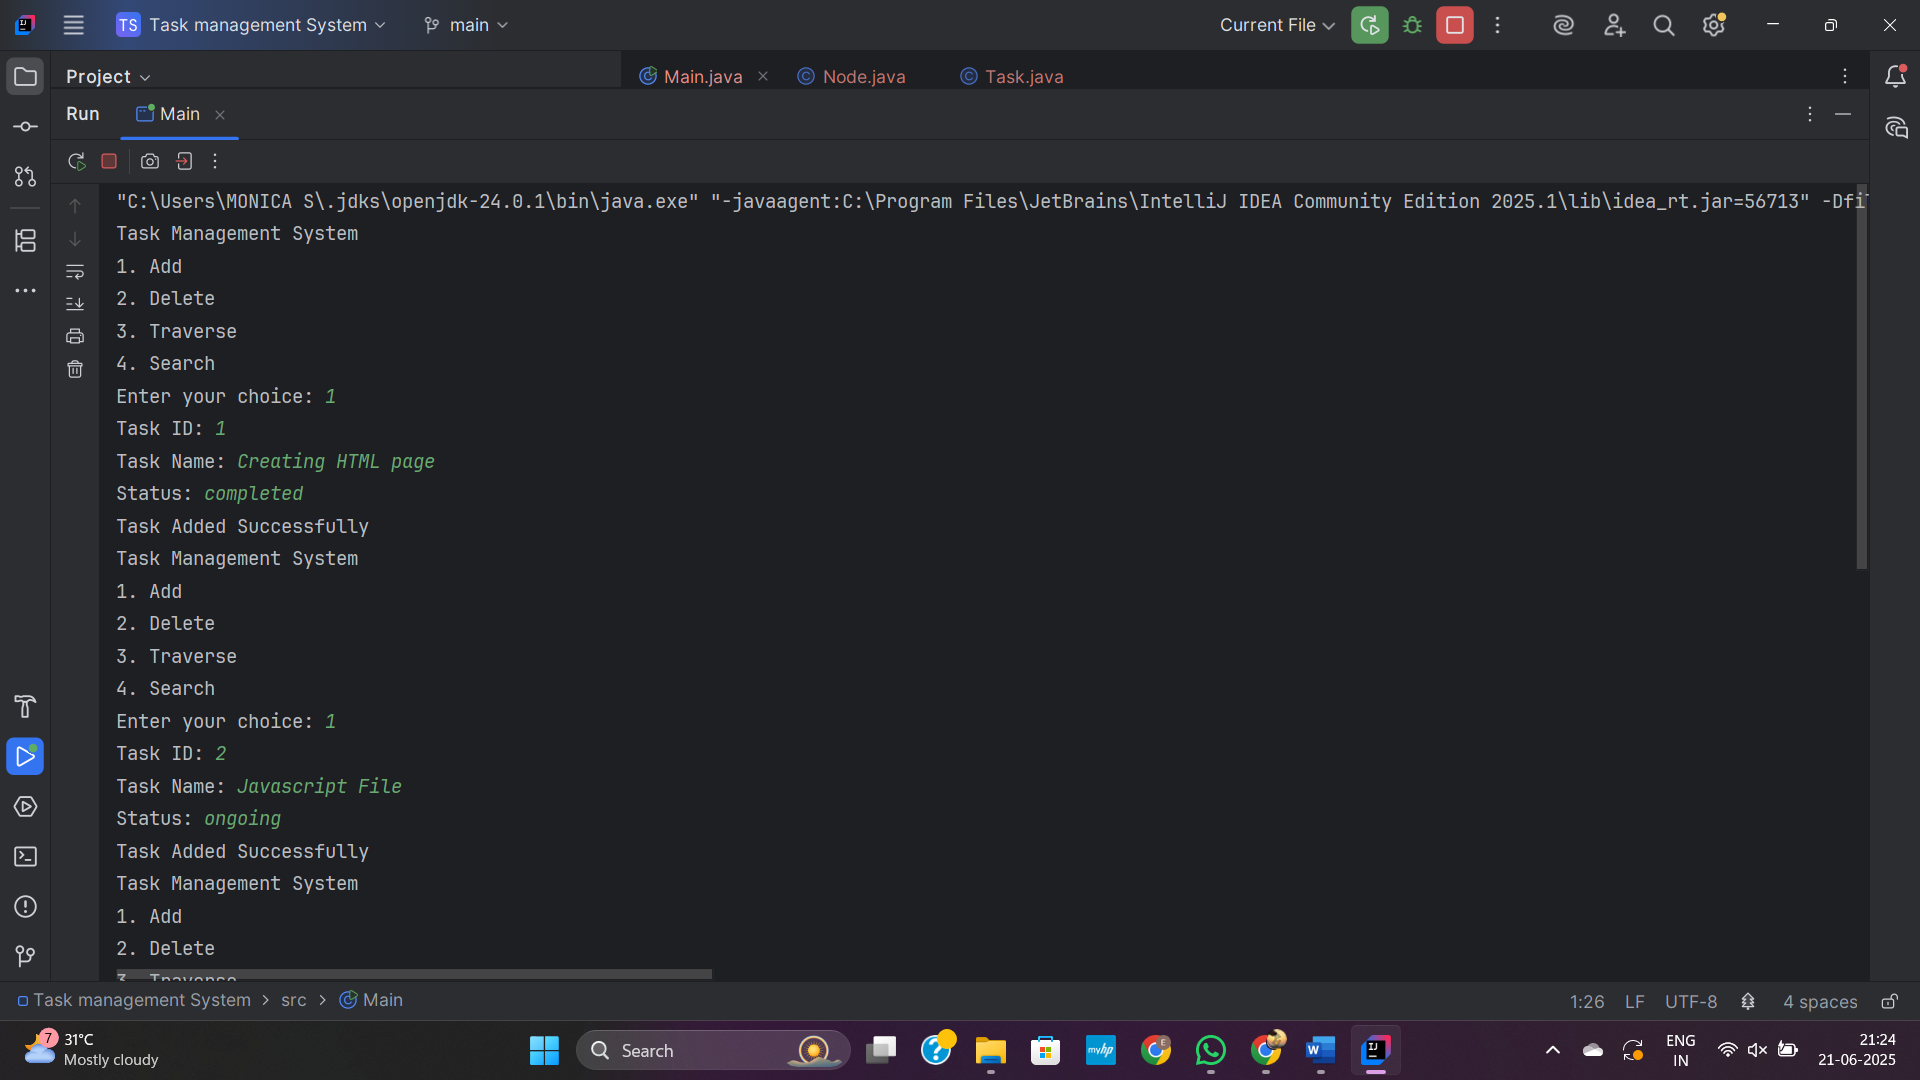 TS Task management System main Current File
Project Main.java Node.java Task.java
Run Main
"C:\Users\MONICA S\.jdks\openjdk-24.0.1\bin\java.exe" "-javaagent:C:\Program Files\JetBrains\IntelliJ IDEA Community Edition 2025.1\lib\idea_rt.jar=56713"
Task Management System
1. Add
2. Delete
3. Traverse
4. Search
Enter your choice: 1
Task ID: 1
Task Name: Creating HTML page
Status: completed
Task Added Successfully
Task Management System
1. Add
2. Delete
3. Traverse
4. Search
Enter your choice: 1
Task ID: 2
Task Name: Javascript File
Status: ongoing
Task Added Successfully
Task Management System
1. Add
2. Delete
3. Traverse
Task management System > src > Main 1:26 LF UTF-8 4 spaces
7 31°C
Mostly cloudy
Search
myhp
ENG
IN
21:24
21-06-2025